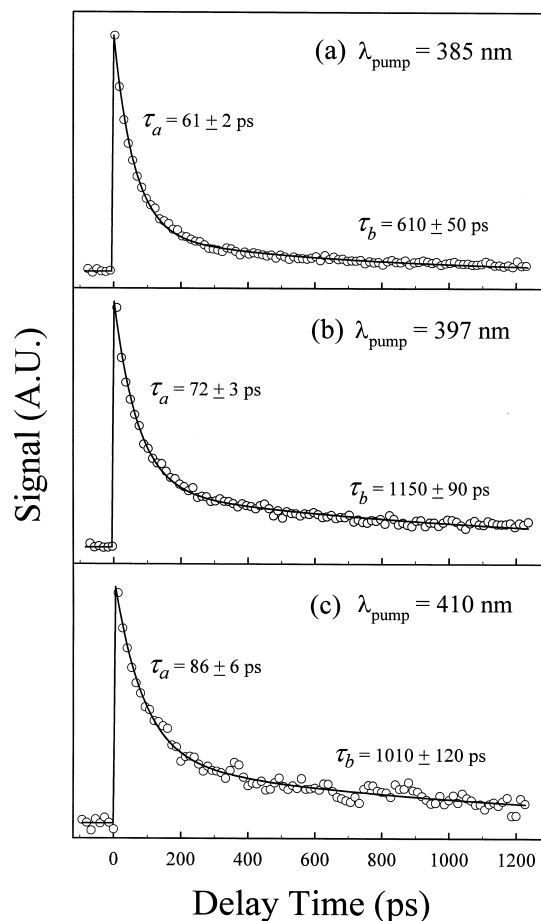 (a) λpump = 385 nm
τa = 61 ± 2 ps
τb = 610 ± 50 ps
(b) λpump = 397 nm
τa = 72 ± 3 ps
τb = 1150 ± 90 ps
(c) λpump = 410 nm
τa = 86 ± 6 ps
τb = 1010 ± 120 ps
Signal (A.U.)
0 200 400 600 800 1000 1200
Delay Time (ps)